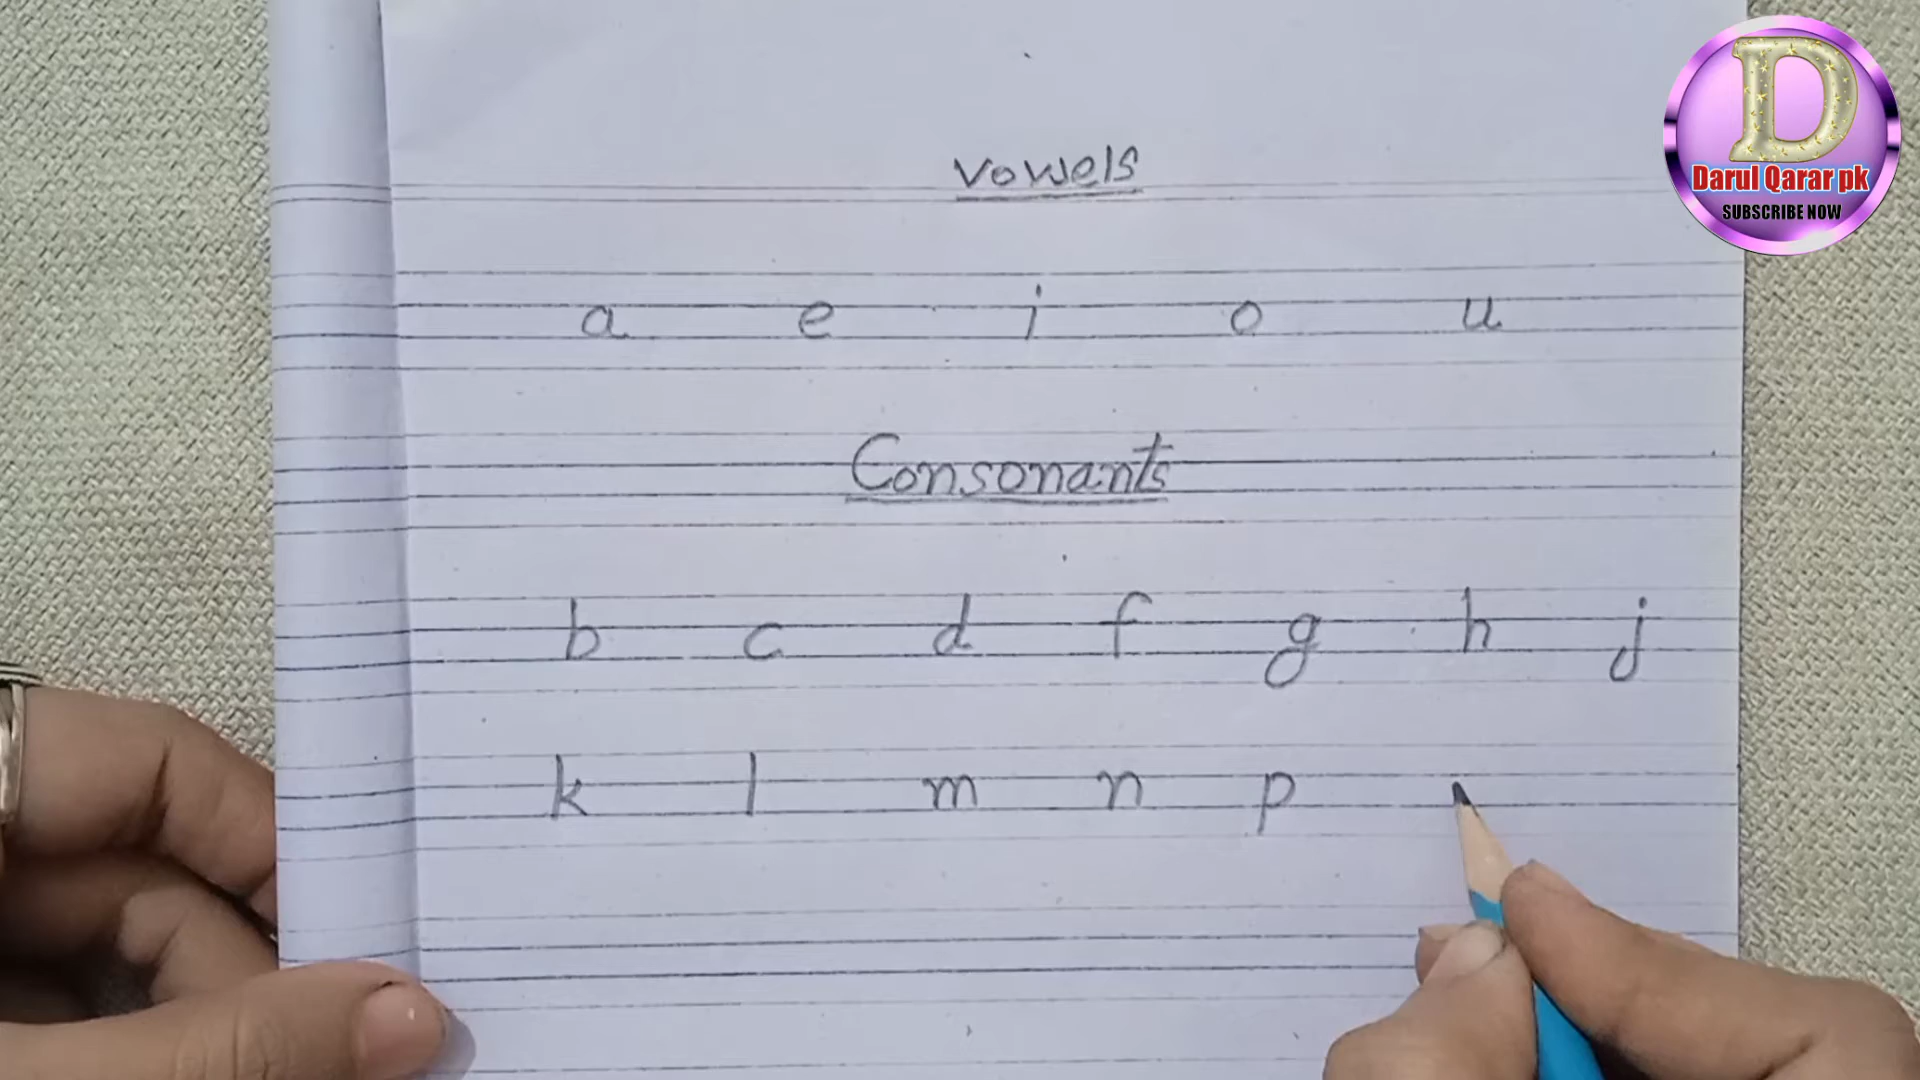 Vowels
a e i o u
Consonants
b c d f g h j
k l m n p
D
Darul Qarar pk
SUBSCRIBE NOW